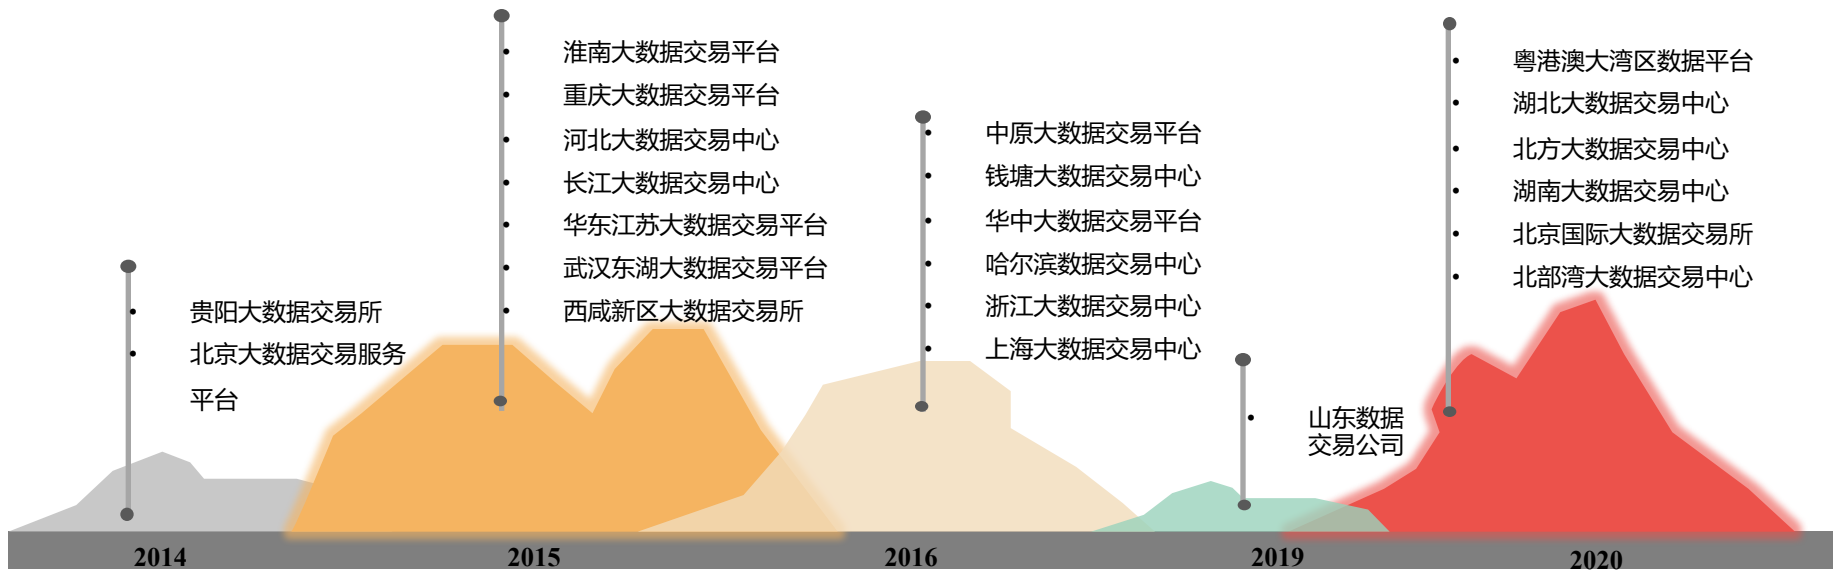 贵阳大数据交易所
北京大数据交易服务
平台
淮南大数据交易平台
重庆大数据交易平台
河北大数据交易中心
长江大数据交易中心
华东江苏大数据交易平台
武汉东湖大数据交易平台
西咸新区大数据交易所
中原大数据交易平台
钱塘大数据交易中心
华中大数据交易平台
哈尔滨数据交易中心
浙江大数据交易中心
上海大数据交易中心
山东数据
交易公司
粤港澳大湾区数据平台
湖北大数据交易中心
北方大数据交易中心
湖南大数据交易中心
北京国际大数据交易所
北部湾大数据交易中心
2014
2015
2016
2019
2020